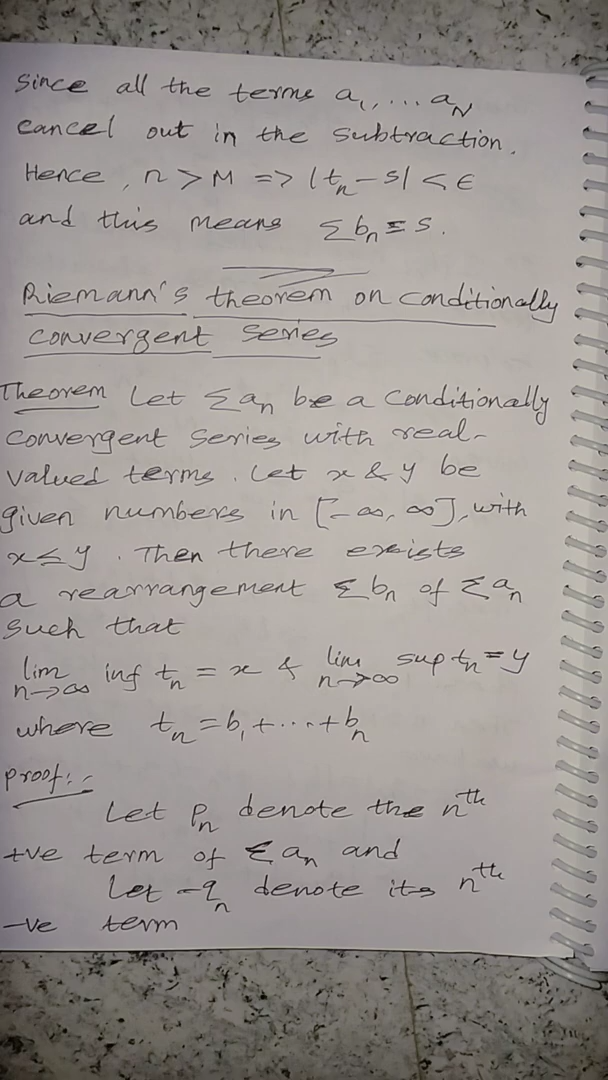 Since all the terms a₁, ... a_N
cancel out in the subtraction.
Hence, n > M => |tₙ - s| < ϵ
and this means Σbₙ = s.
Riemann's theorem on conditionally
convergent series
Theorem Let Σaₙ be a conditionally
convergent series with real-
valued terms. Let x & y be
given numbers in [-∞, ∞], with
x ≤ y. Then there exists
a rearrangement Σbₙ of Σaₙ
such that
lim inf tₙ = x & lim sup tₙ = y
n→∞ n→∞
where tₙ = b₁ + ... + bₙ
Proof:-
Let Pₙ denote the nᵗʰ
+ve term of Σaₙ and
Let -qₙ denote its nᵗʰ
-ve term